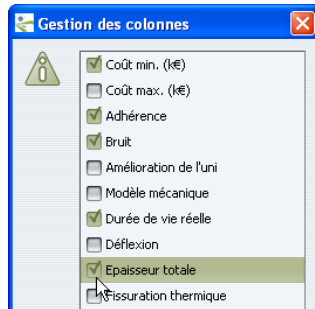 Gestion des colonnes
Coût min. (k€)
Coût max. (k€)
Adhérence
Bruit
Amélioration de l'uni
Modèle mécanique
Durée de vie réelle
Déflexion
Epaisseur totale
Fissuration thermique